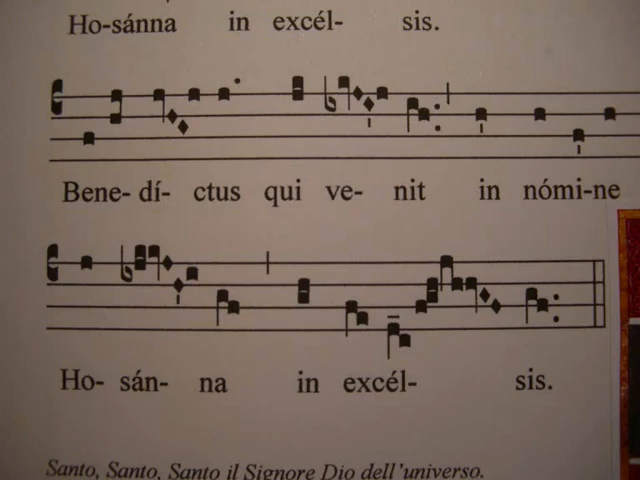 Ho-sánna in excél- sis.
Bene- dí- ctus qui ve- nit in nómi-ne
Ho- sán- na in excél- sis.
Santo, Santo, Santo il Signore Dio dell'universo.